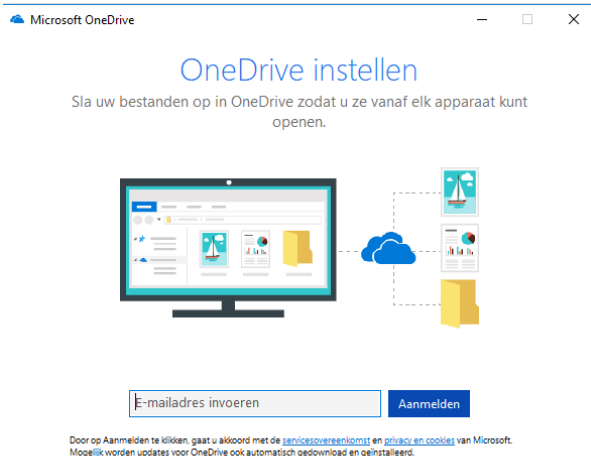 Microsoft OneDrive
OneDrive instellen
Sla uw bestanden op in OneDrive zodat u ze vanaf elk apparaat kunt
openen.
E-mailadres invoeren
Aanmelden
Door op Aanmelden te klikken, gaat u akkoord met de servicesovereenkomst en privacy en cookies van Microsoft.
Mogelijk worden updates voor OneDrive ook automatisch gedownload en geïnstalleerd.